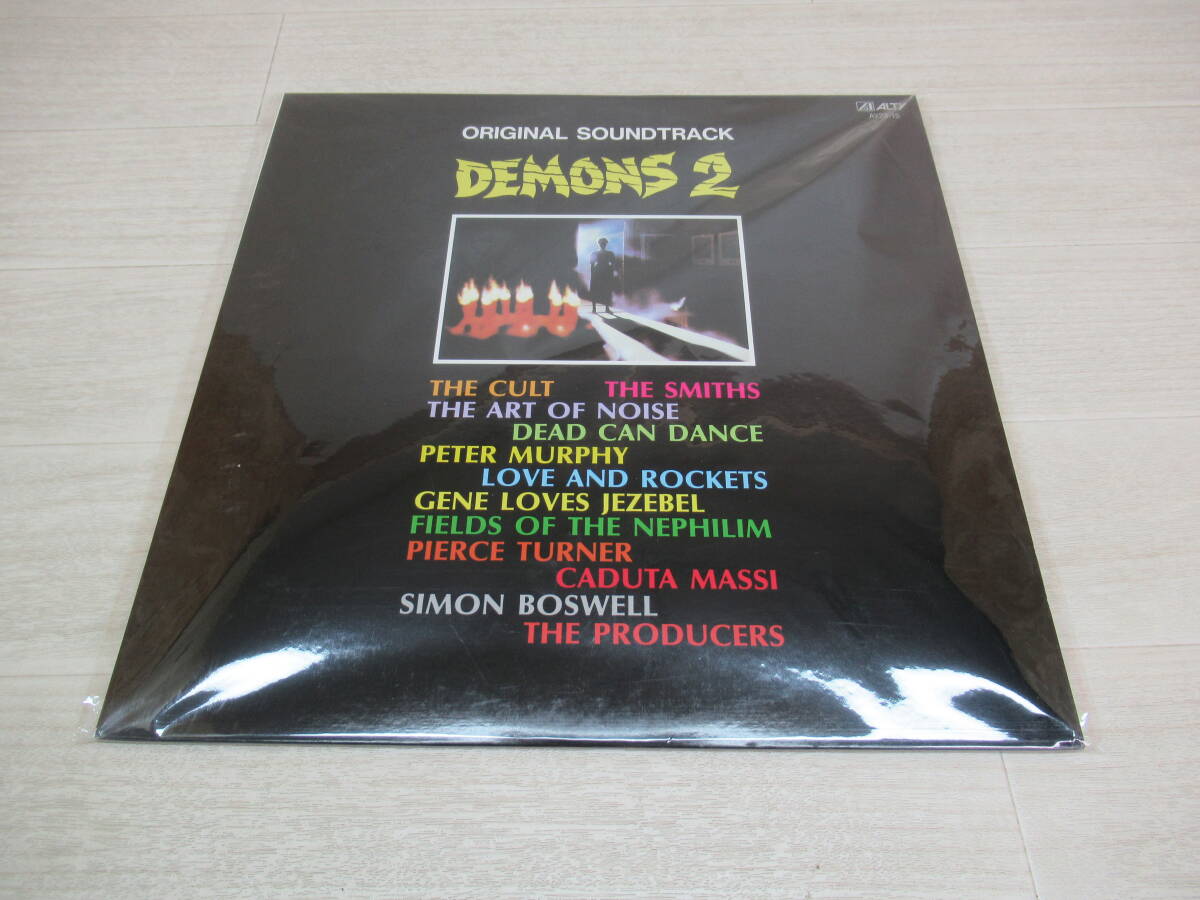 ALTY
ORIGINAL SOUNDTRACK
DEMONS 2
THE CULT THE SMITHS
THE ART OF NOISE
DEAD CAN DANCE
PETER MURPHY
LOVE AND ROCKETS
GENE LOVES JEZEBEL
FIELDS OF THE NEPHILIM
PIERCE TURNER
CADUTA MASSI
SIMON BOSWELL
THE PRODUCERS